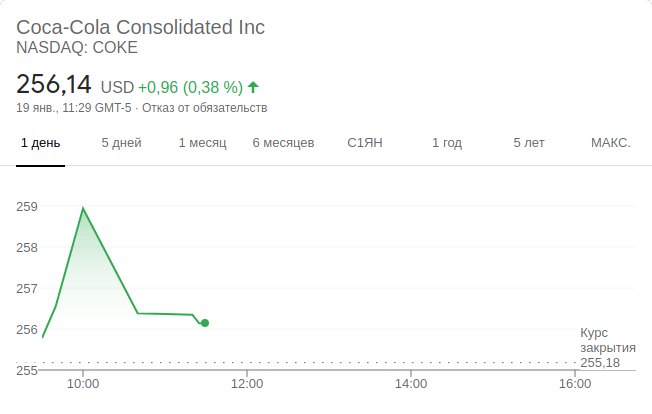 Coca-Cola Consolidated Inc
NASDAQ: COKE
256,14 USD +0,96 (0,38 %)
19 янв., 11:29 GMT-5 · Отказ от обязательств
1 день 5 дней 1 месяц 6 месяцев С1ЯН 1 год 5 лет МАКС.
259
258
257
256
Курс
закрытия
255,18
255
10:00 12:00 14:00 16:00